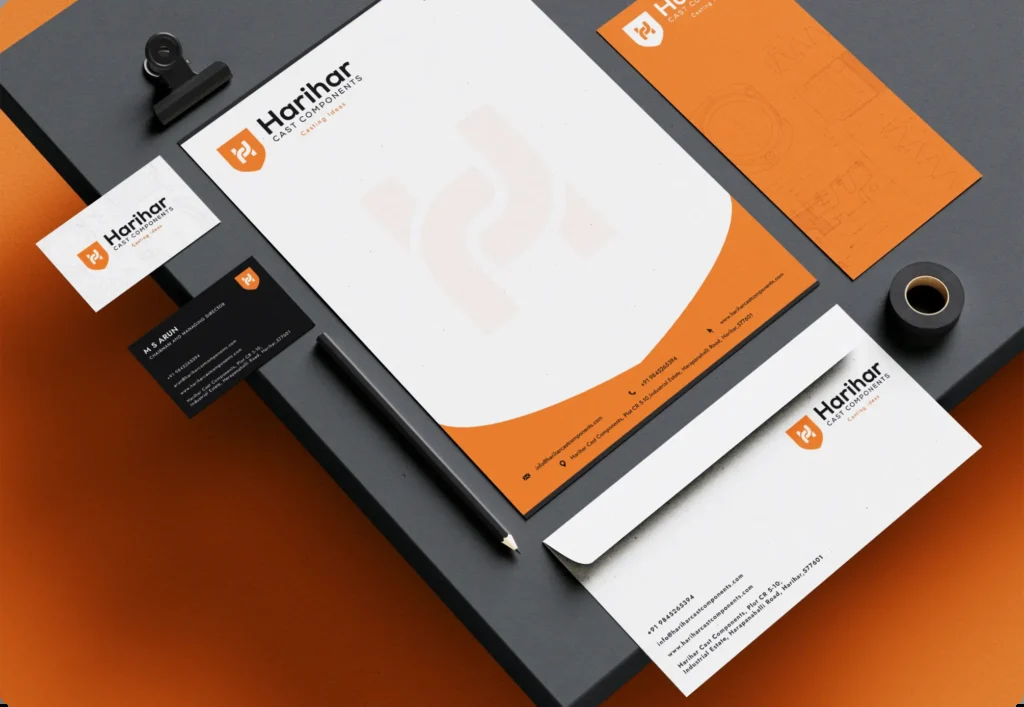 Harihar
CAST COMPONENTS
Casting Ideas
www.hariharcastcomponents.com
+91 9845265394
Harihar Cast Components, Plot CR 5-10,Industrial Estate, Harapanahalli Road, Harihar,577601
info@hariharcastcomponents.com
Harihar
CAST COMPONENTS
Casting Ideas
M S ARUN
CHAIRMAN AND MANAGING DIRECTOR
+91 9845265394
arun@hariharcastcomponents.com
www.hariharcastcomponents.com
Harihar Cast Components, Plot CR 5-10,
Industrial Estate, Harapanahalli Road, Harihar,577601
CAST
Casting
Harihar
CAST COMPONENTS
Casting Ideas
+91 9845265394
info@hariharcastcomponents.com
www.hariharcastcomponents.com
Harihar Cast Components, Plor CR 5-10,
Industrial Estate, Harapanahalli Road, Harihar,577601